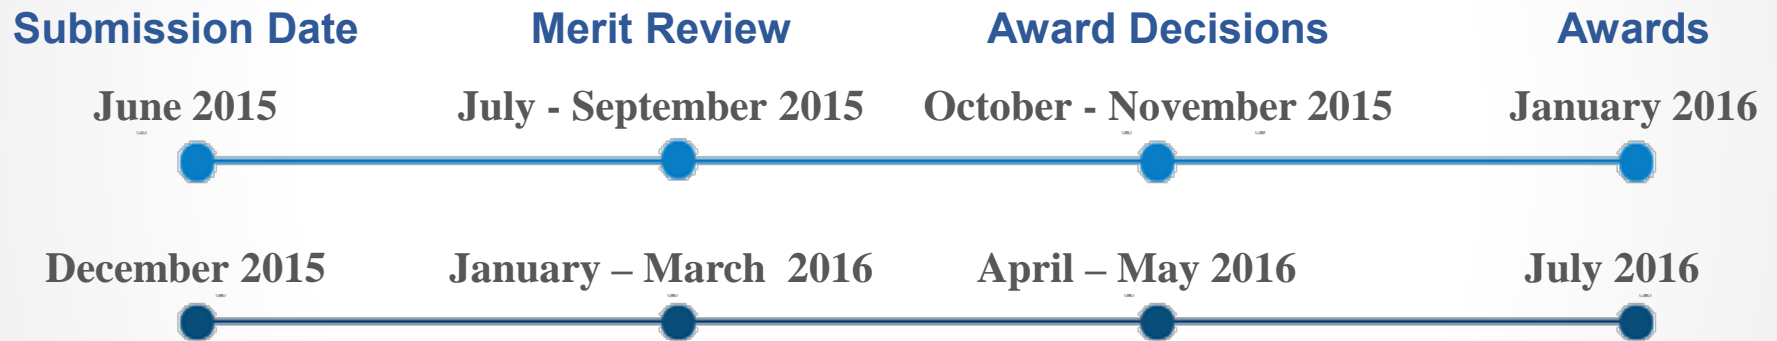 Submission Date Merit Review Award Decisions Awards
June 2015 July - September 2015 October - November 2015 January 2016
December 2015 January – March 2016 April – May 2016 July 2016